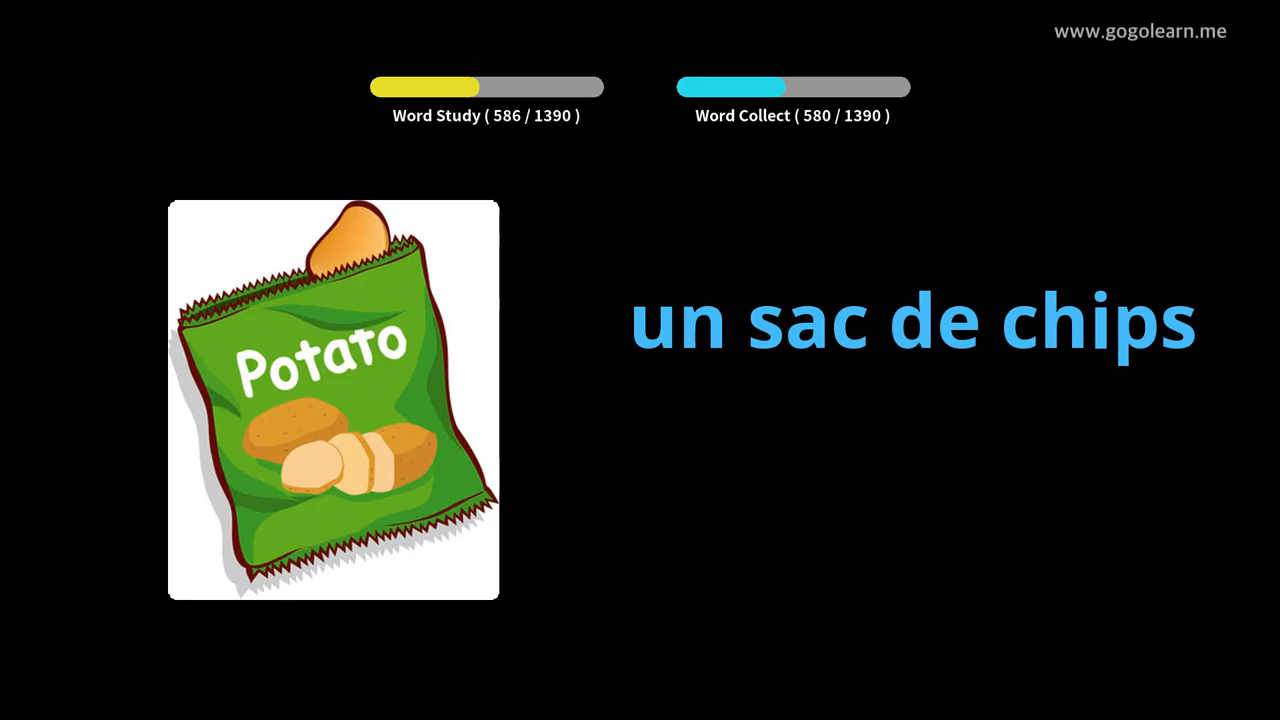 www.gogolearn.me
Word Study ( 586 / 1390 )
Word Collect ( 580 / 1390 )
Potato
un sac de chips